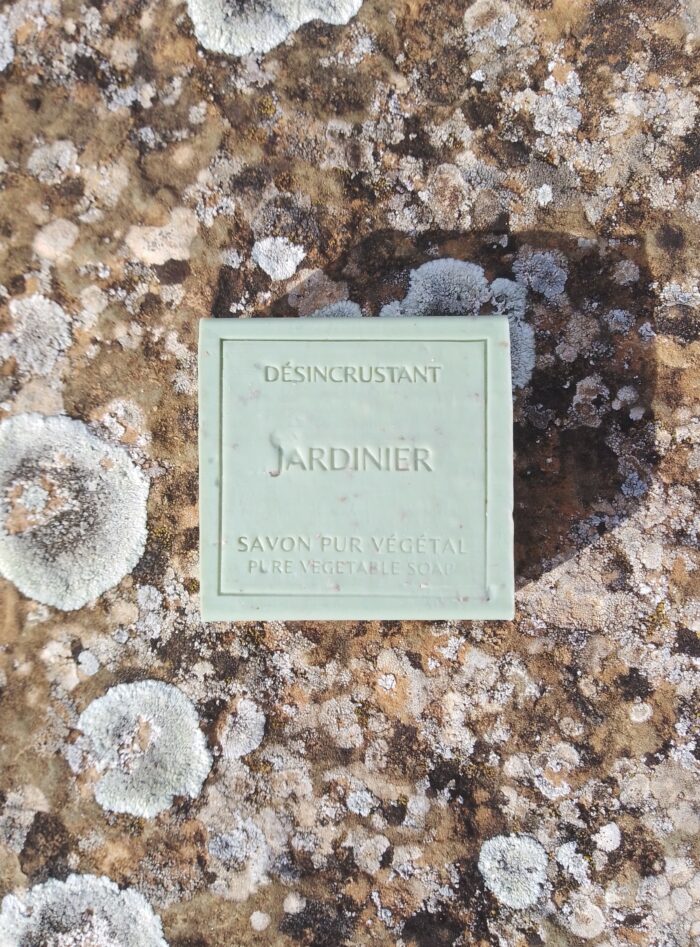 DÉSINCRUSTANT
JARDINIER
SAVON PUR VÉGÉTAL
PURE VEGETABLE SOAP